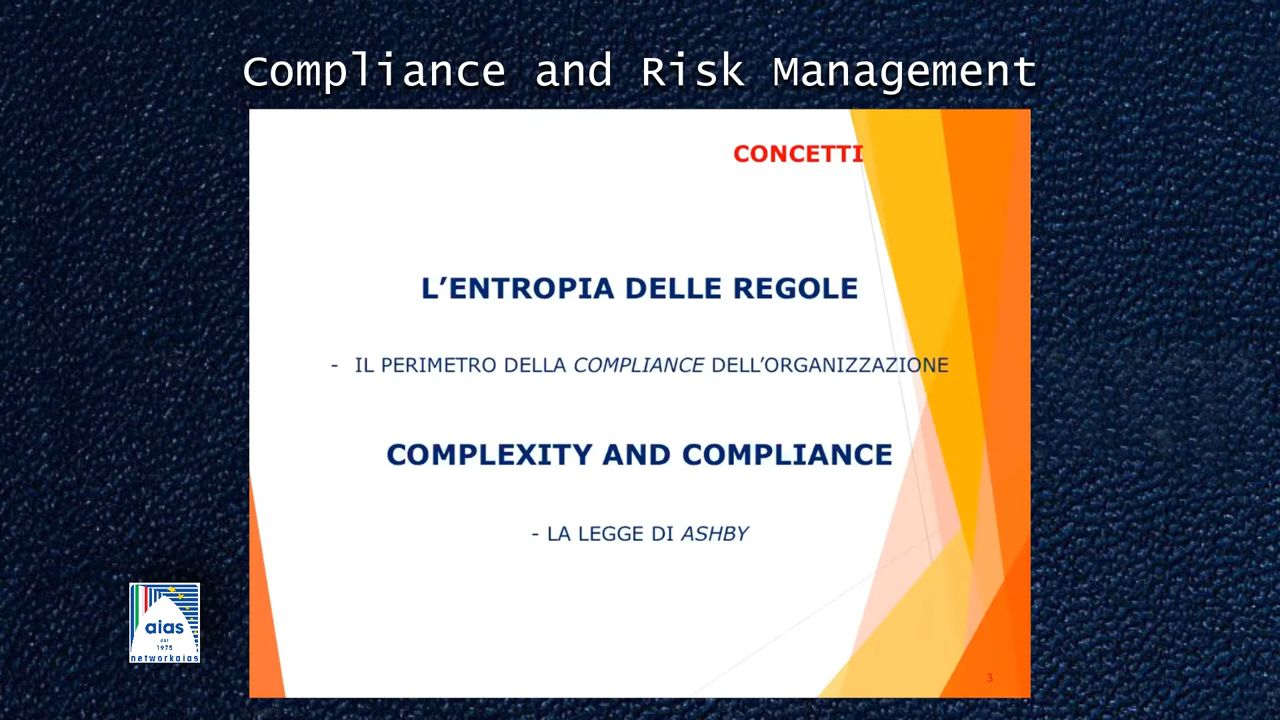 Compliance and Risk Management
CONCETTI
L’ENTROPIA DELLE REGOLE
- IL PERIMETRO DELLA COMPLIANCE DELL’ORGANIZZAZIONE
COMPLEXITY AND COMPLIANCE
- LA LEGGE DI ASHBY
aias
dal
1975
networkaias
3